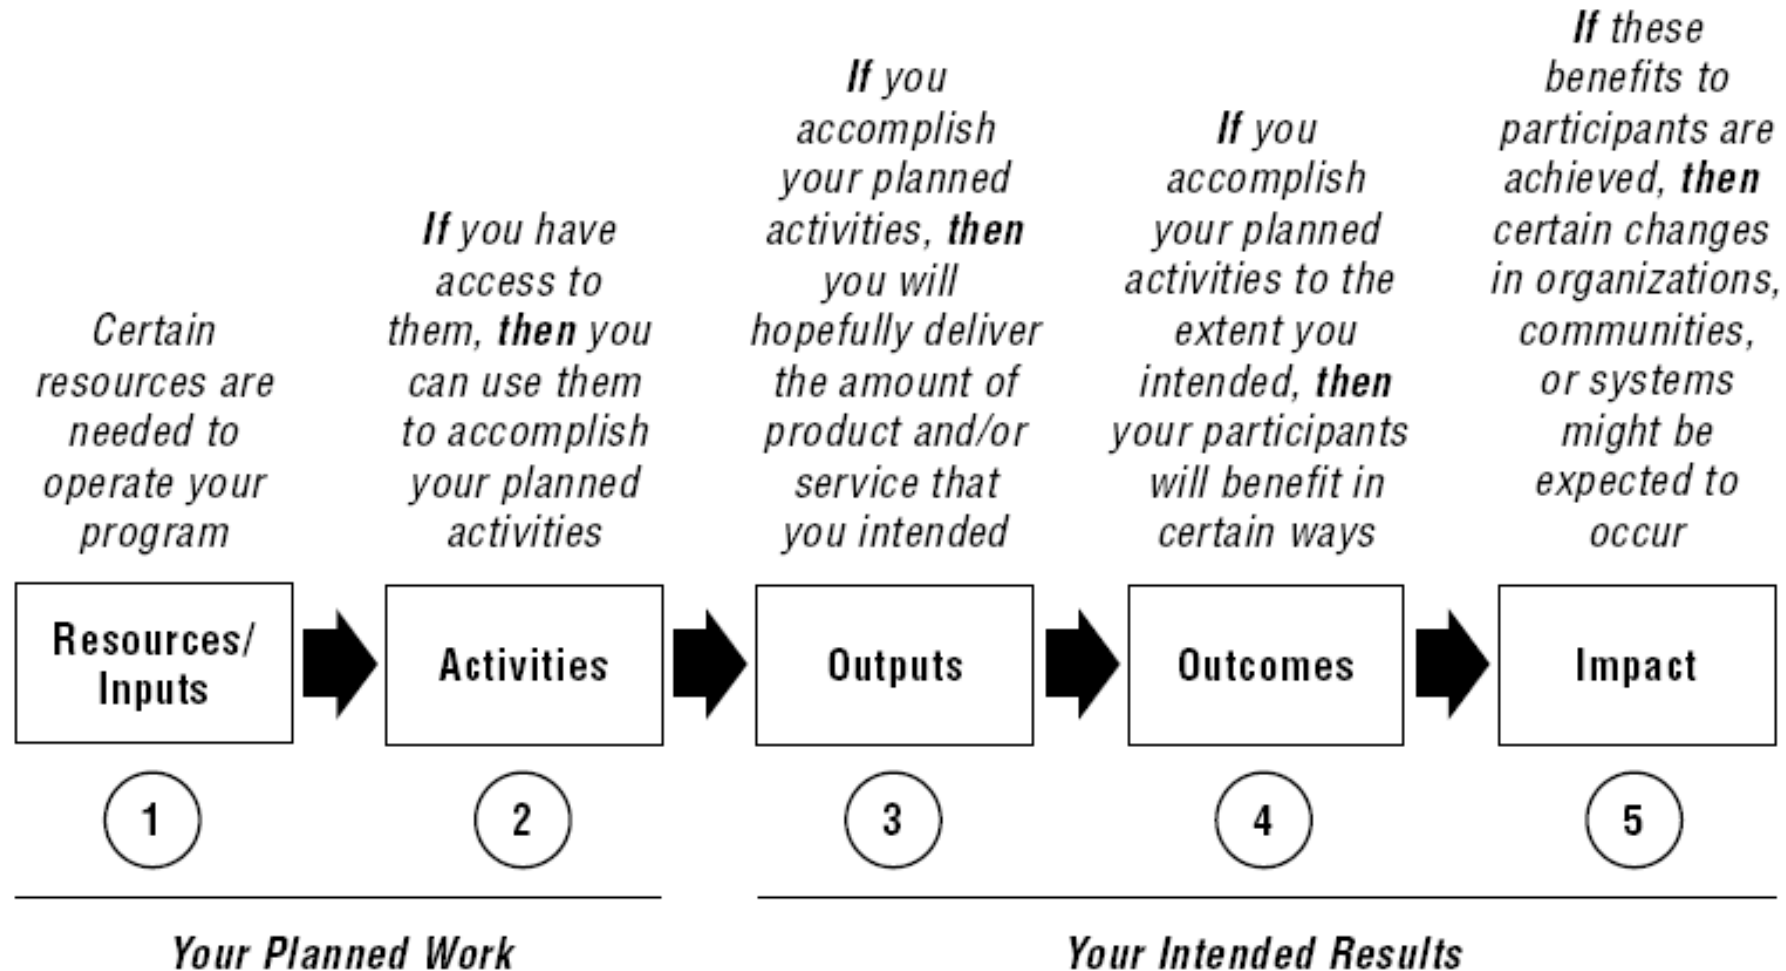 Certain
resources are
needed to
operate your
program
If you have
access to
them, then you
can use them
to accomplish
your planned
activities
If you
accomplish
your planned
activities, then
you will
hopefully deliver
the amount of
product and/or
service that
you intended
If you
accomplish
your planned
activities to the
extent you
intended, then
your participants
will benefit in
certain ways
If these
benefits to
participants are
achieved, then
certain changes
in organizations,
communities,
or systems
might be
expected to
occur
Resources/
Inputs
Activities
Outputs
Outcomes
Impact
1
2
3
4
5
Your Planned Work
Your Intended Results